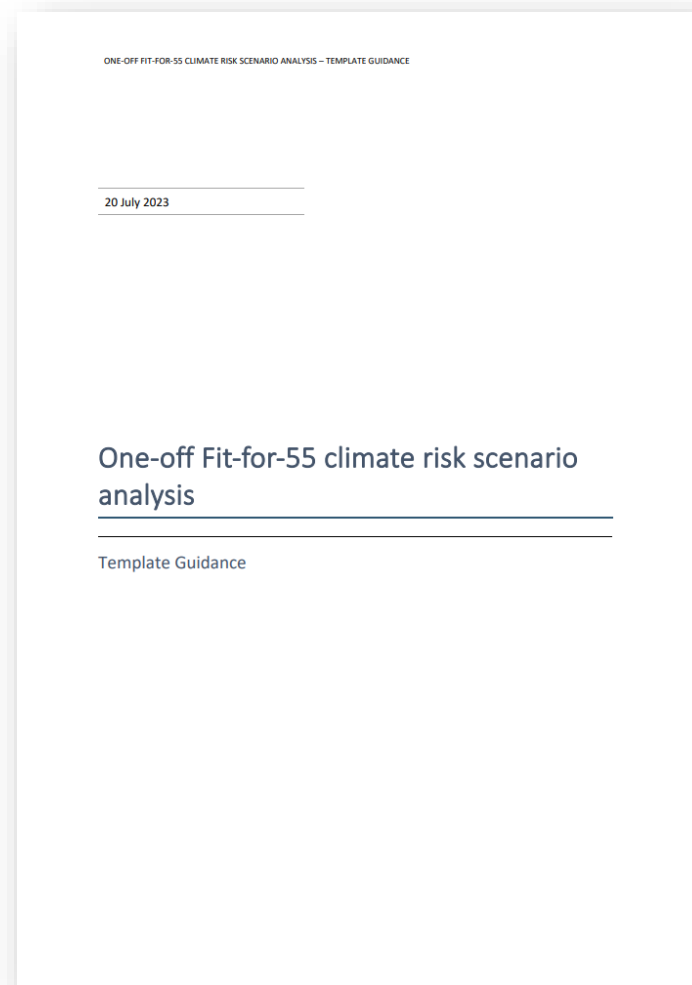 ONE-OFF FIT-FOR-55 CLIMATE RISK SCENARIO ANALYSIS – TEMPLATE GUIDANCE
20 July 2023
One-off Fit-for-55 climate risk scenario
analysis
Template Guidance